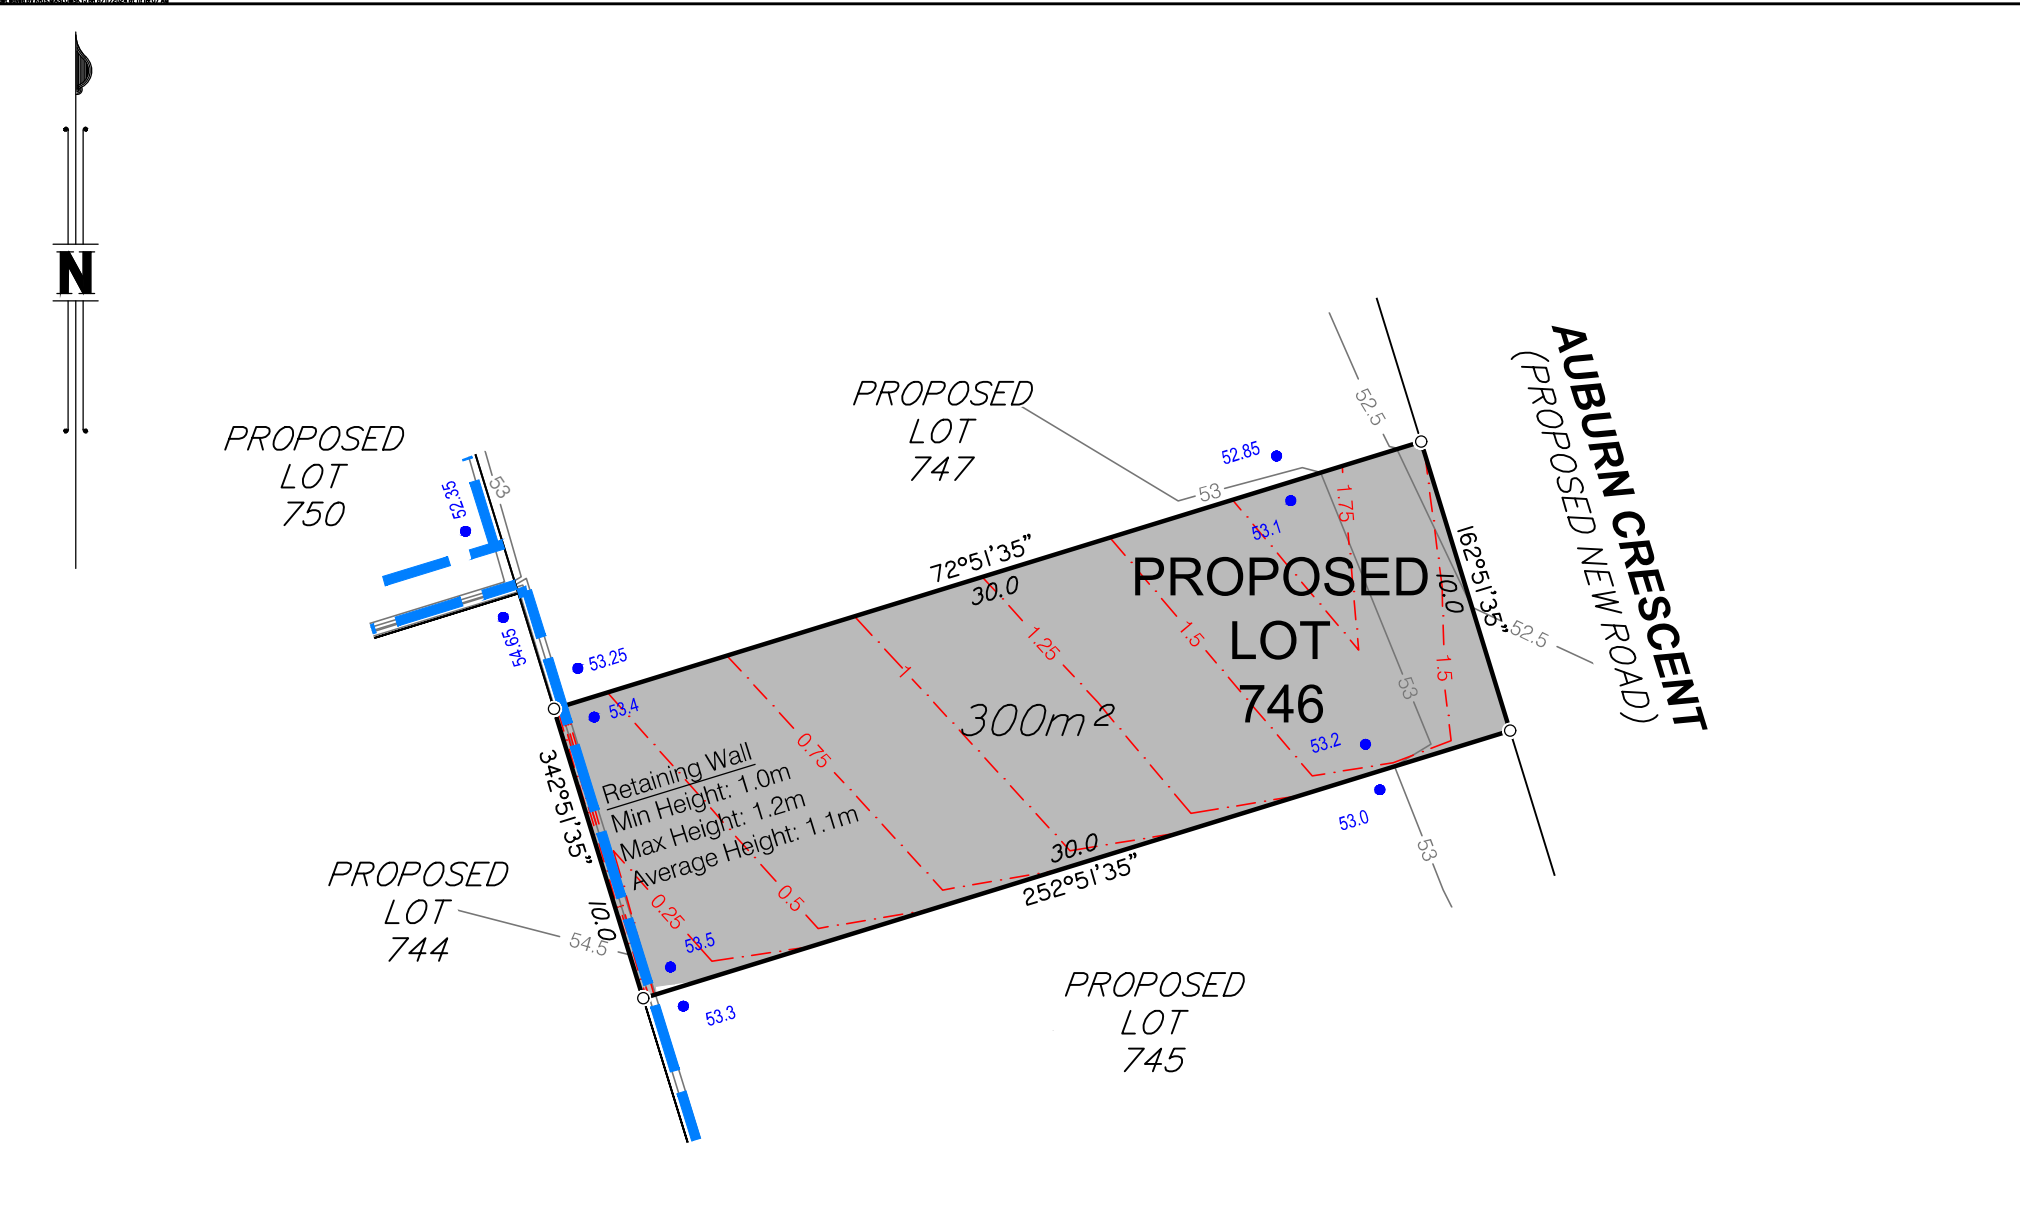 N
PROPOSED
LOT
750
52.35
53
54.65
PROPOSED
LOT
747
52.5
52.85
53
53.1
1.75
AUBURN CRESCENT
(PROPOSED NEW ROAD)
162°51'35"
10.0
52.5
72°51'35"
30.0
PROPOSED
LOT
746
300m²
53.25
53.4
0.75
1
1.25
1.5
1.5
53
53.2
53.0
53
Retaining Wall
Min Height: 1.0m
Max Height: 1.2m
Average Height: 1.1m
342°51'35"
10.0
0.25
0.5
30.0
252°51'35"
PROPOSED
LOT
744
54.5
53.5
53.3
PROPOSED
LOT
745